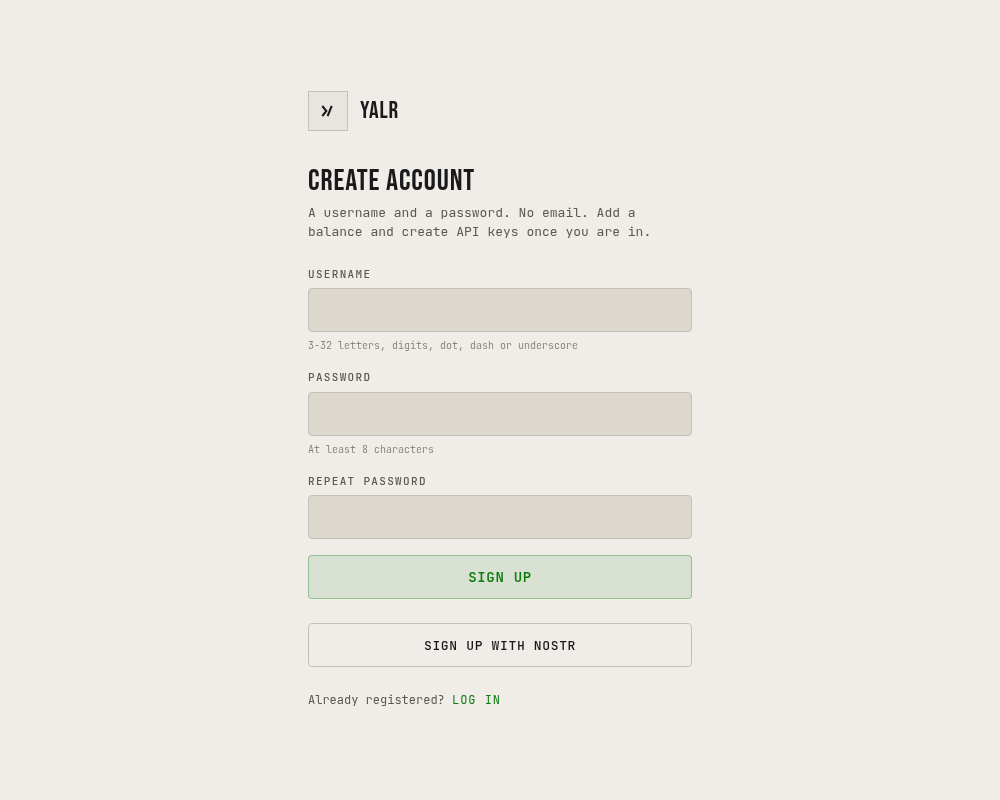 YALR
CREATE ACCOUNT
A username and a password. No email. Add a
balance and create API keys once you are in.
USERNAME
3-32 letters, digits, dot, dash or underscore
PASSWORD
At least 8 characters
REPEAT PASSWORD
SIGN UP
SIGN UP WITH NOSTR
Already registered? LOG IN